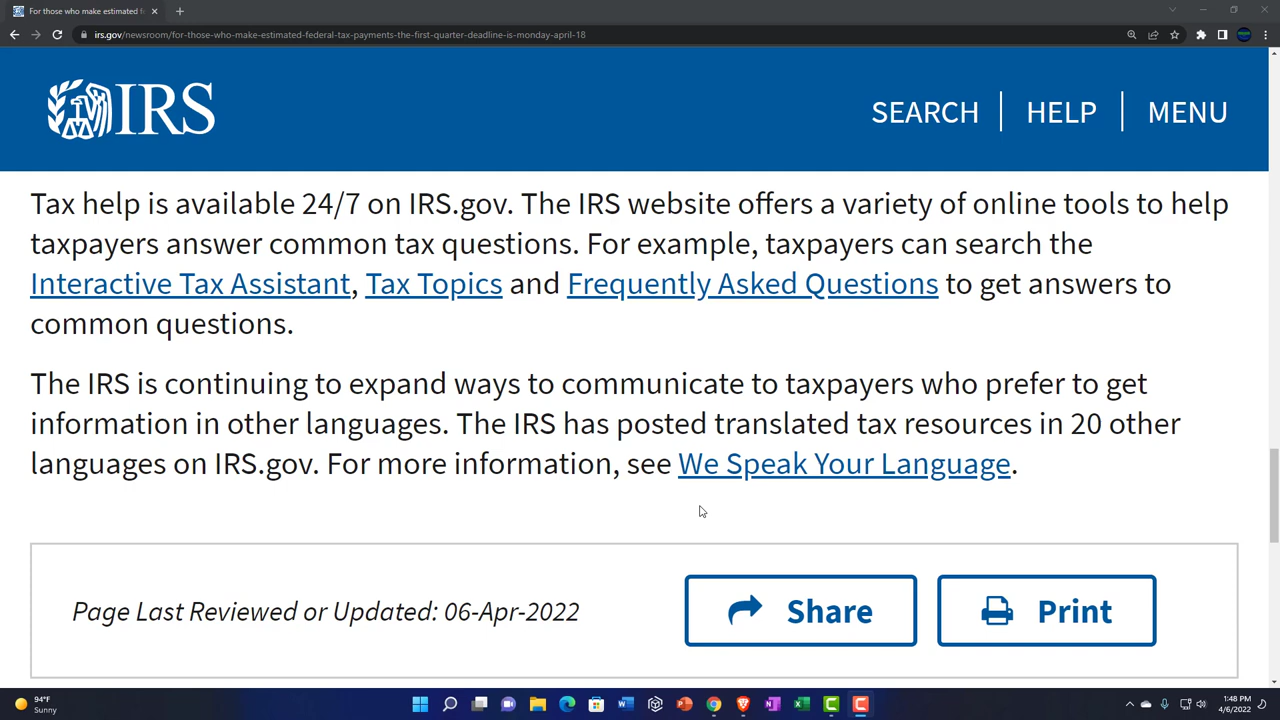 For those who make estimated f
irs.gov/newsroom/for-those-who-make-estimated-federal-tax-payments-the-first-quarter-deadline-is-monday-april-18
IRS
SEARCH
HELP
MENU
Tax help is available 24/7 on IRS.gov. The IRS website offers a variety of online tools to help
taxpayers answer common tax questions. For example, taxpayers can search the
Interactive Tax Assistant, Tax Topics and Frequently Asked Questions to get answers to
common questions.
The IRS is continuing to expand ways to communicate to taxpayers who prefer to get
information in other languages. The IRS has posted translated tax resources in 20 other
languages on IRS.gov. For more information, see We Speak Your Language.
Page Last Reviewed or Updated: 06-Apr-2022
Share
Print
94°F
Sunny
1:48 PM
4/6/2022